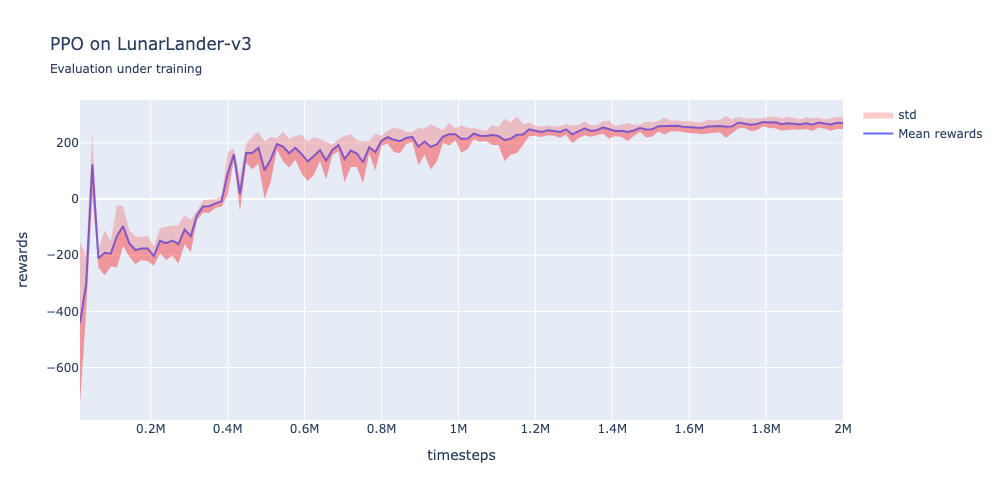 PPO on LunarLander-v3
Evaluation under training
std
Mean rewards
200
0
−200
−400
−600
rewards
0.2M 0.4M 0.6M 0.8M 1M 1.2M 1.4M 1.6M 1.8M 2M
timesteps